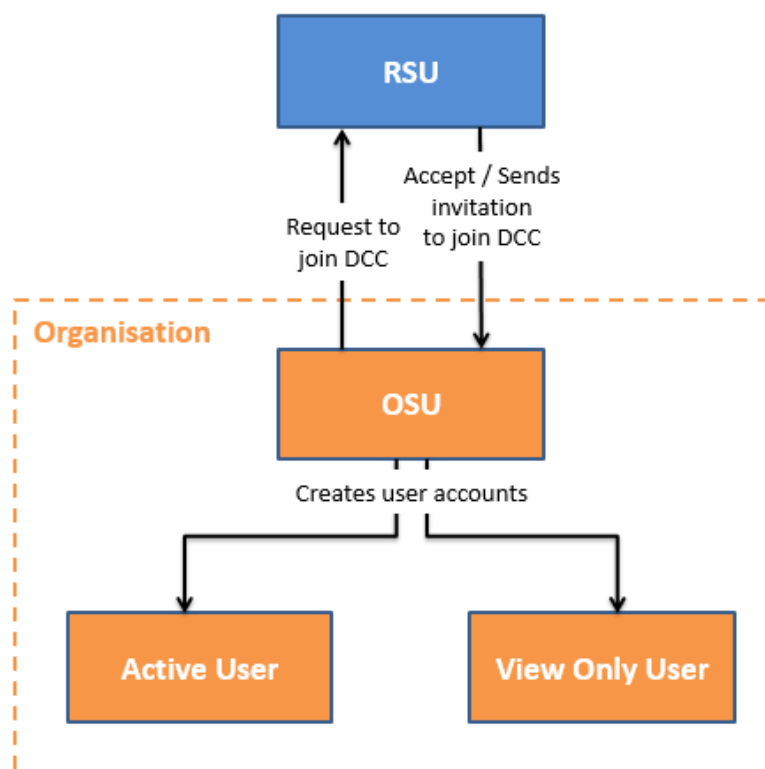 RSU
Request to
join DCC
Accept / Sends
invitation
to join DCC
Organisation
OSU
Creates user accounts
Active User
View Only User